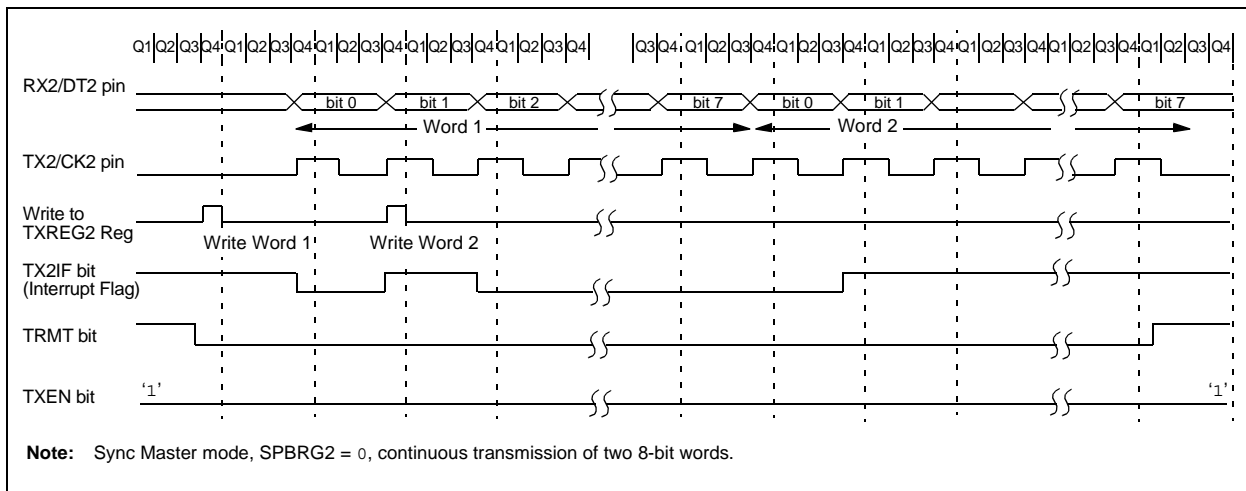 Q1 Q2 Q3 Q4 Q1 Q2 Q3 Q4 Q1 Q2 Q3 Q4 Q1 Q2 Q3 Q4 Q1 Q2 Q3 Q4 Q3 Q4 Q1 Q2 Q3 Q4 Q1 Q2 Q3 Q4 Q1 Q2 Q3 Q4 Q1 Q2 Q3 Q4 Q1 Q2 Q3 Q4 Q1 Q2 Q3 Q4
RX2/DT2 pin
bit 0 bit 1 bit 2 bit 7 bit 0 bit 1 bit 7
Word 1 Word 2
TX2/CK2 pin
Write to
TXREG2 Reg
Write Word 1 Write Word 2
TX2IF bit
(Interrupt Flag)
TRMT bit
TXEN bit ‘1’ ‘1’
Note: Sync Master mode, SPBRG2 = 0, continuous transmission of two 8-bit words.